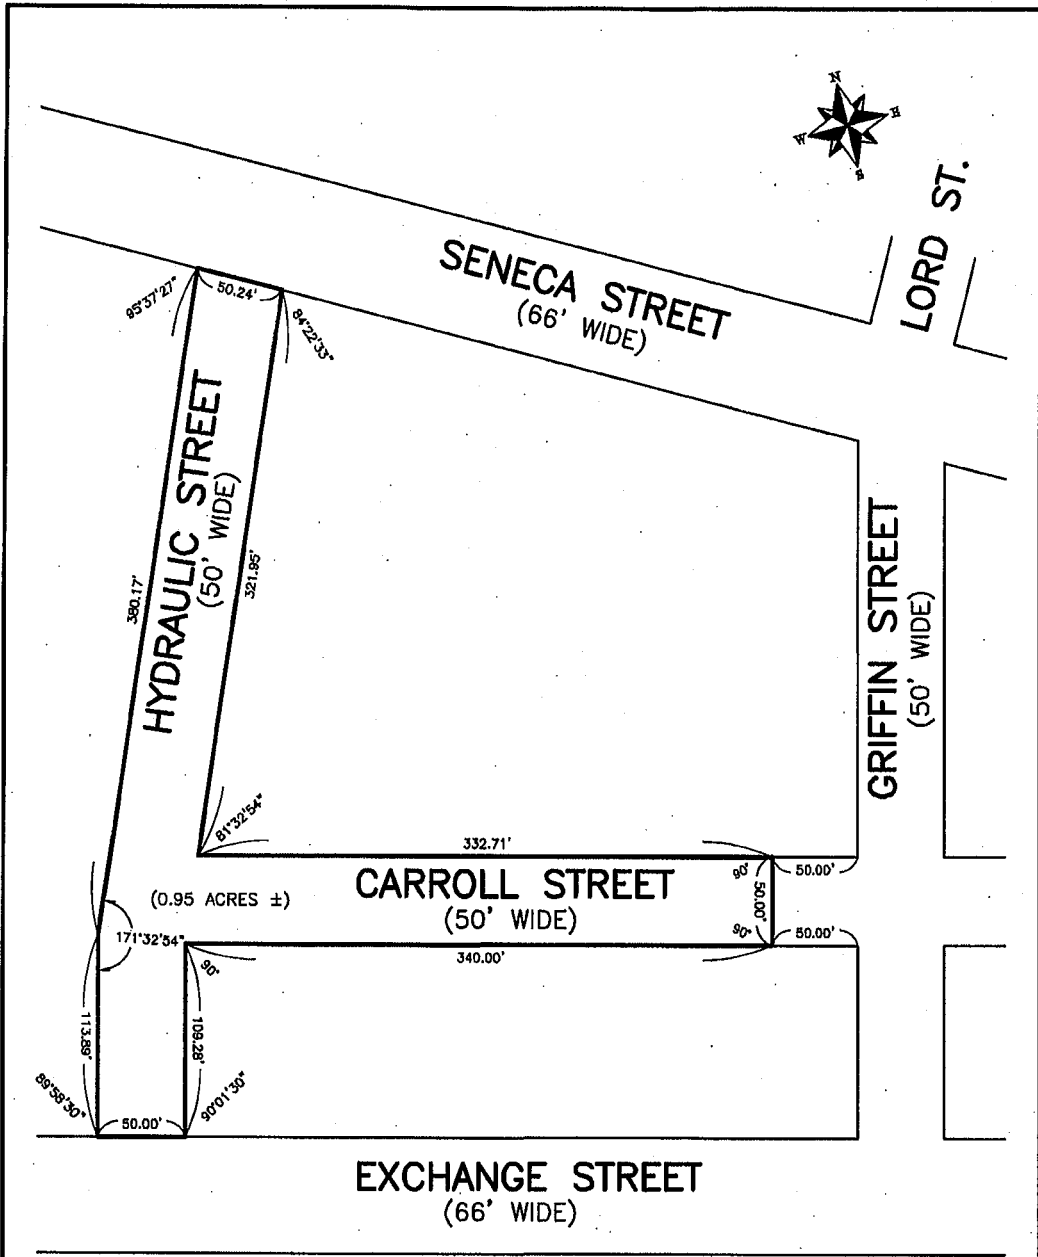 N
E
W
S
LORD ST.
SENECA STREET
(66' WIDE)
95°37'27"
50.24'
84°22'33"
HYDRAULIC STREET
(50' WIDE)
380.17'
321.95'
GRIFFIN STREET
(50' WIDE)
81°32'54"
332.71'
90°
50.00'
50.00'
(0.95 ACRES ±)
CARROLL STREET
(50' WIDE)
171°32'54"
90°
50.00'
90°
340.00'
113.89'
109.28'
89°58'30"
50.00'
90°01'30"
EXCHANGE STREET
(66' WIDE)